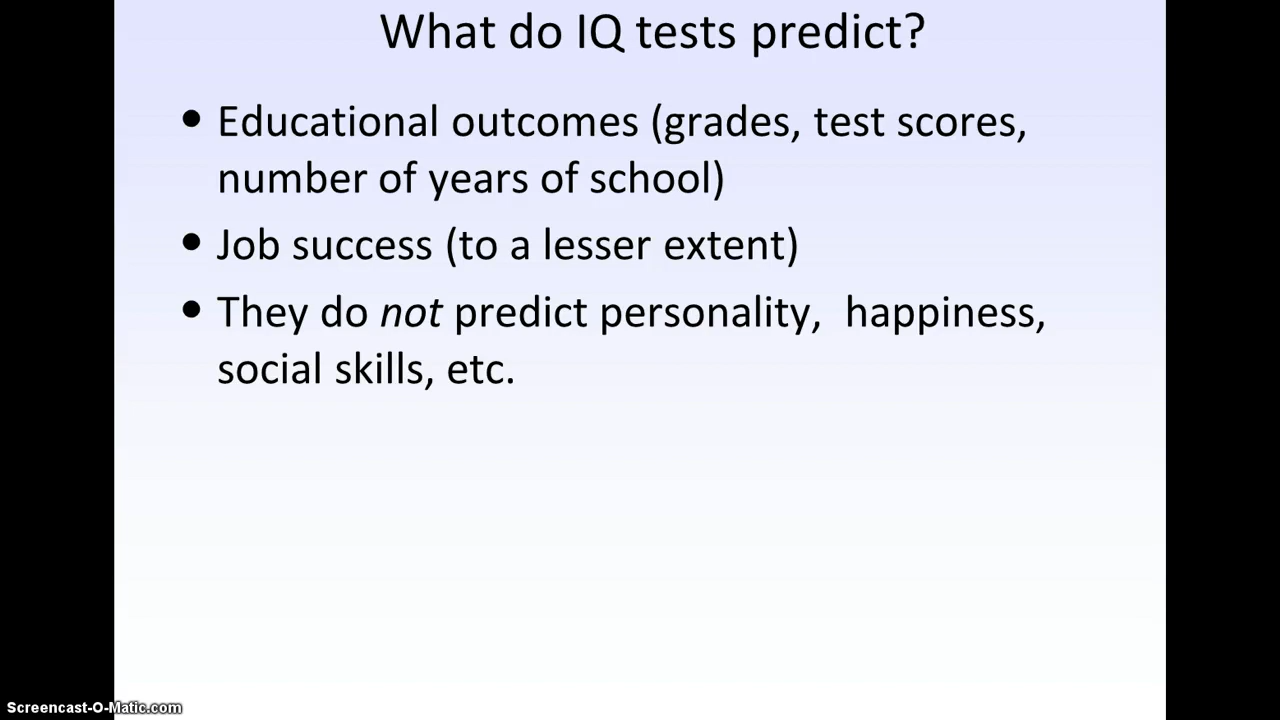 What do IQ tests predict?
• Educational outcomes (grades, test scores,
number of years of school)
• Job success (to a lesser extent)
• They do not predict personality,  happiness,
social skills, etc.
Screencast-O-Matic.com